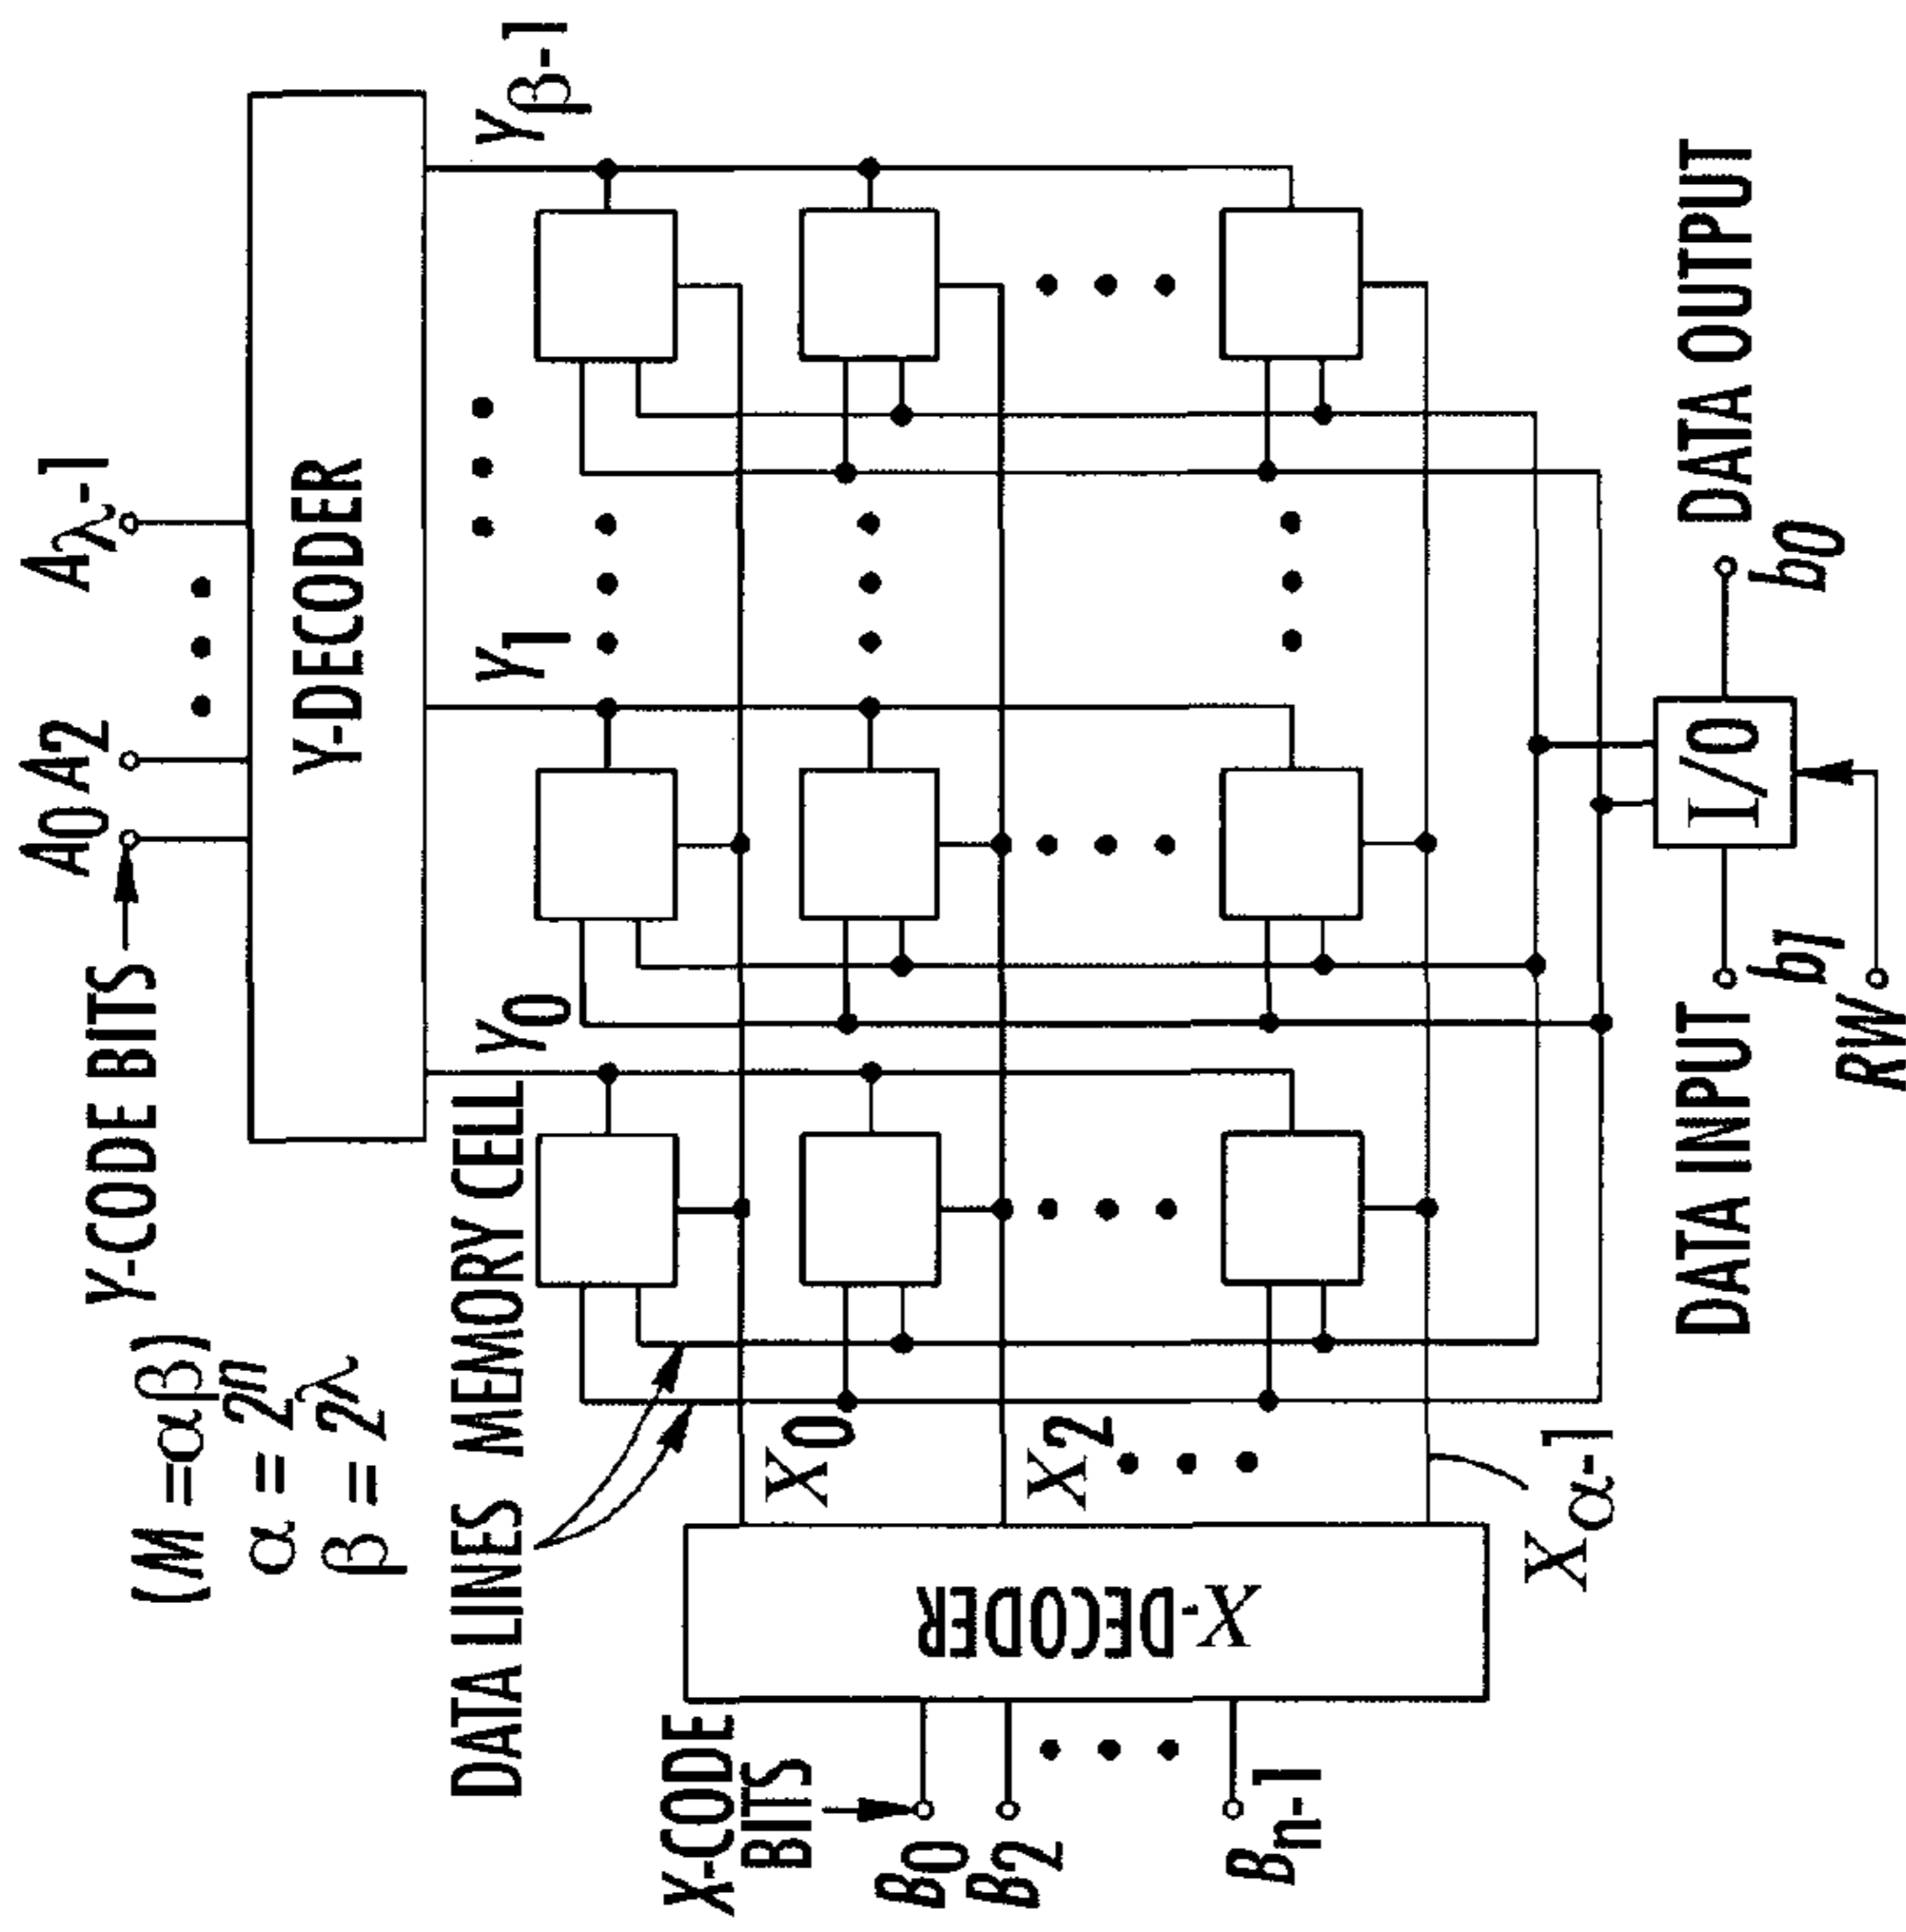 (M = αβ)
α = 2n
β = 2λ
Y-CODE BITS
A0 A2
Aλ-1
Y-DECODER
DATA LINES
MEMORY CELL
Y0
Y1
Yβ-1
X-CODE
BITS
B0
B2
Bn-1
X-DECODER
X0
X2
Xα-1
I/O
DATA INPUT
b1
RW
DATA OUTPUT
b0